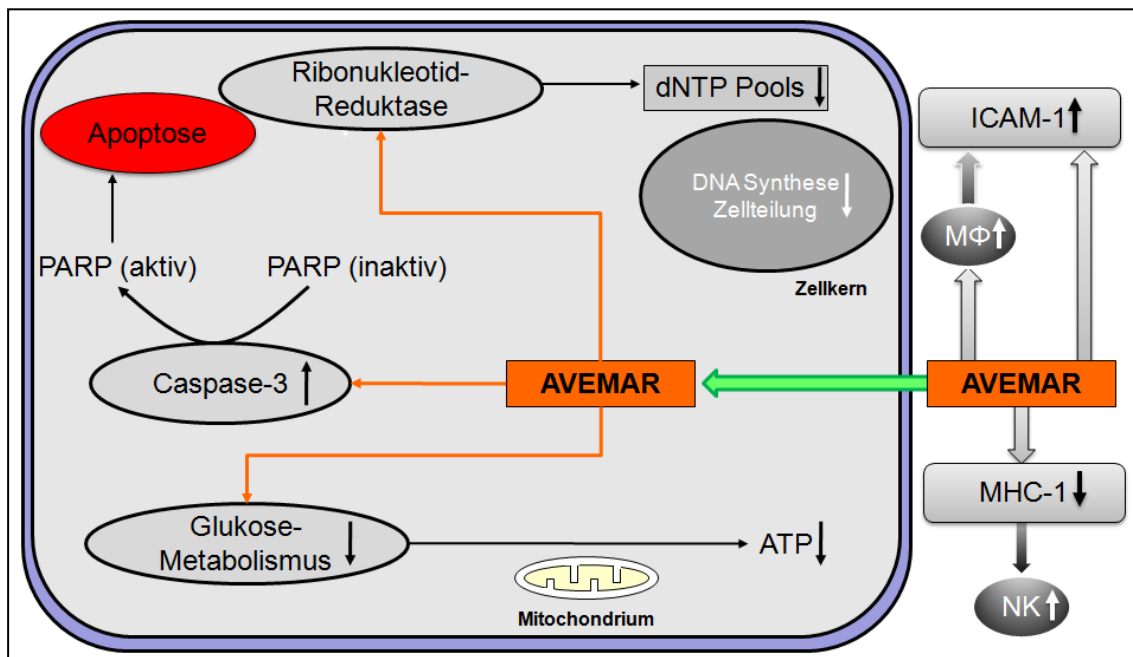 Ribonukleotid-
Reduktase
dNTP Pools
Apoptose
ICAM-1
DNA Synthese
Zellteilung
MΦ
PARP (aktiv)
PARP (inaktiv)
Zellkern
Caspase-3
AVEMAR
AVEMAR
MHC-1
Glukose-
Metabolismus
ATP
NK
Mitochondrium